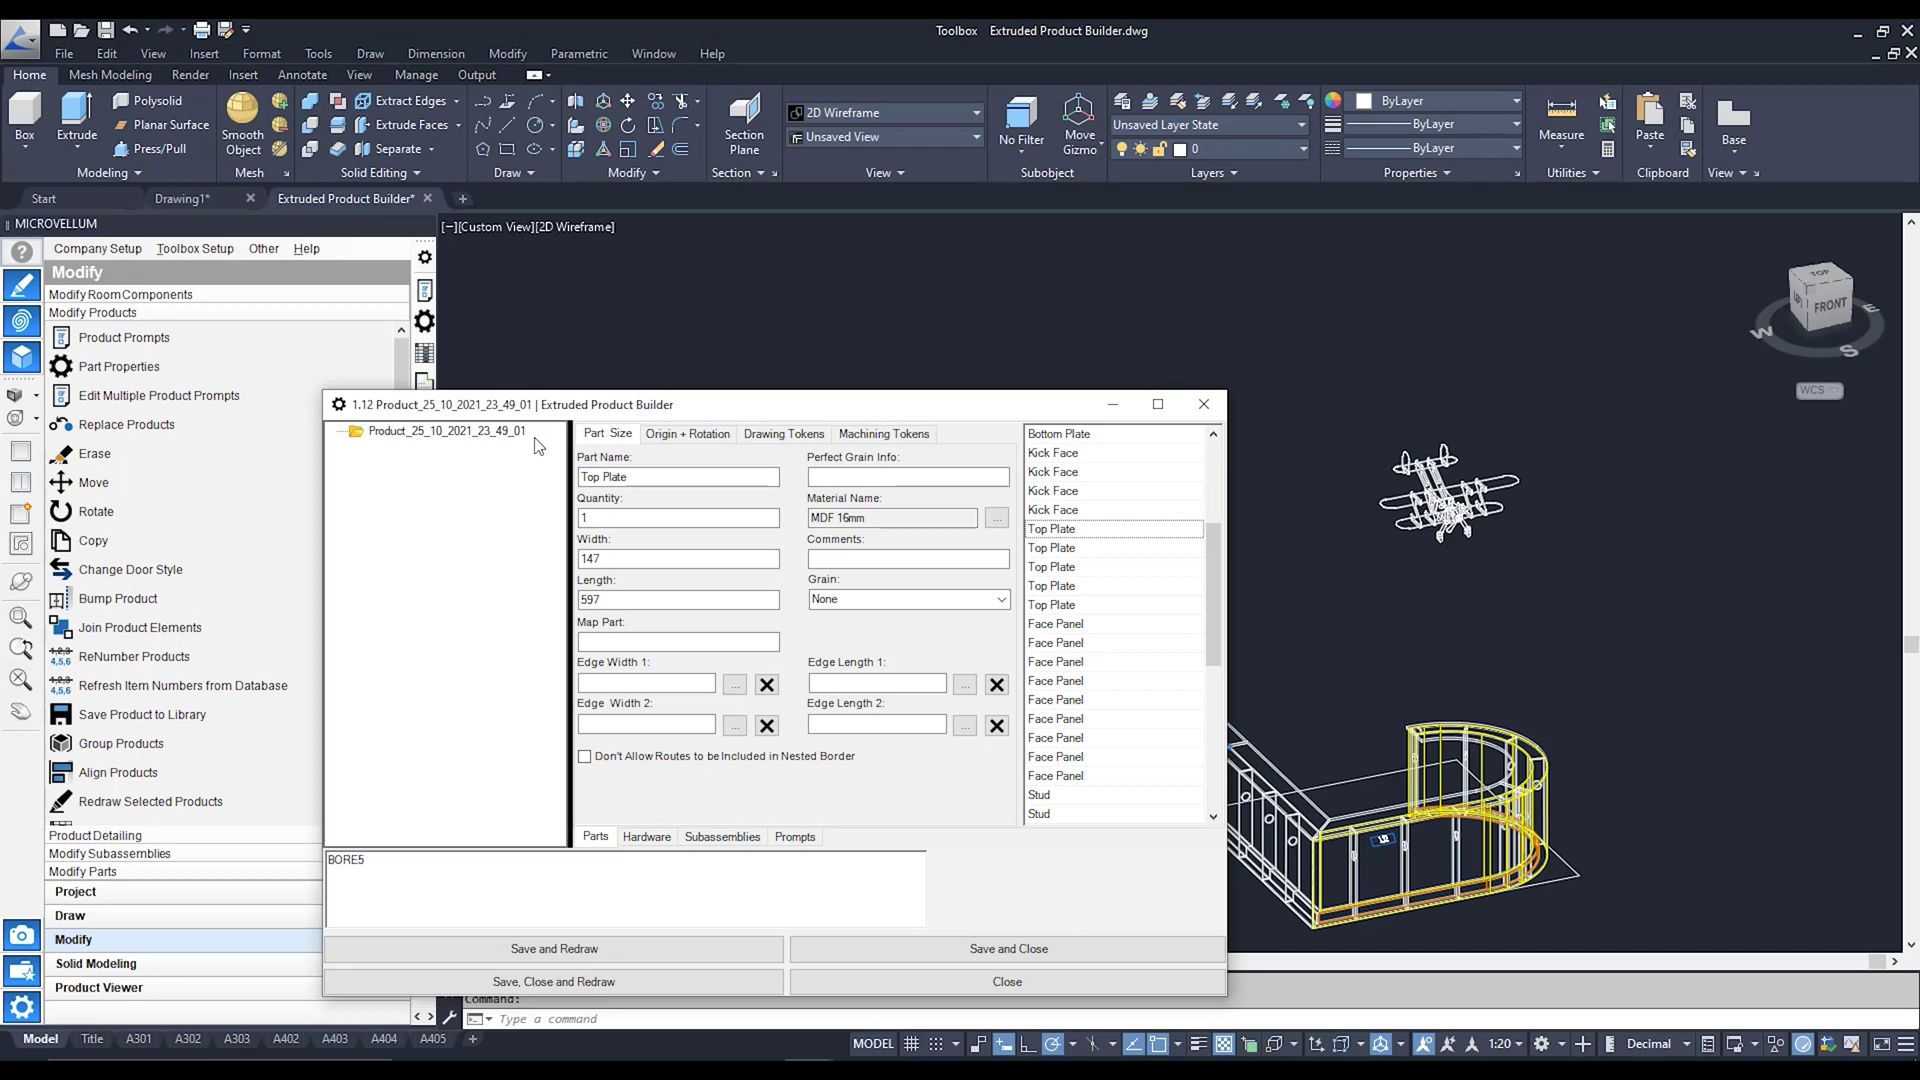 Toolbox Extruded Product Builder.dwg
File Edit View Insert Format Tools Draw Dimension Modify Parametric Window Help
Home Mesh Modeling Render Insert Annotate View Manage Output
Box
Extrude
Polysolid
Planar Surface
Press/Pull
Modeling
Smooth Object
Mesh
Extract Edges
Extrude Faces
Separate
Solid Editing
Draw
Modify
Section Plane
Section
2D Wireframe
Unsaved View
View
No Filter
Move Gizmo
Subobject
Unsaved Layer State
0
Layers
ByLayer
ByLayer
ByLayer
Properties
Measure
Utilities
Paste
Clipboard
Base
View
Start Drawing1* Extruded Product Builder*
MICROVELLUM
Company Setup Toolbox Setup Other Help
Modify
Modify Room Components
Modify Products
Product Prompts
Part Properties
Edit Multiple Product Prompts
Replace Products
Erase
Move
Rotate
Copy
Change Door Style
Bump Product
Join Product Elements
ReNumber Products
Refresh Item Numbers from Database
Save Product to Library
Group Products
Align Products
Redraw Selected Products
Product Detailing
Modify Subassemblies
Modify Parts
Project
Draw
Modify
Solid Modeling
Product Viewer
[−][Custom View][2D Wireframe]
TOP
FRONT
W
S
E
WCS
1.12 Product_25_10_2021_23_49_01 | Extruded Product Builder
Product_25_10_2021_23_49_01
Part Size Origin + Rotation Drawing Tokens Machining Tokens
Part Name:
Top Plate
Quantity:
1
Width:
147
Length:
597
Map Part:
Edge Width 1:
Edge Width 2:
Perfect Grain Info:
Material Name:
MDF 16mm
Comments:
Grain:
None
Edge Length 1:
Edge Length 2:
Don't Allow Routes to be Included in Nested Border
Bottom Plate
Kick Face
Kick Face
Kick Face
Kick Face
Top Plate
Top Plate
Top Plate
Top Plate
Top Plate
Face Panel
Face Panel
Face Panel
Face Panel
Face Panel
Face Panel
Face Panel
Face Panel
Face Panel
Stud
Stud
Parts Hardware Subassemblies Prompts
BORE5
Save and Redraw Save and Close
Save, Close and Redraw Close
Command:
Type a command
Model Title A301 A302 A303 A402 A403 A404 A405
MODEL 1:20 Decimal